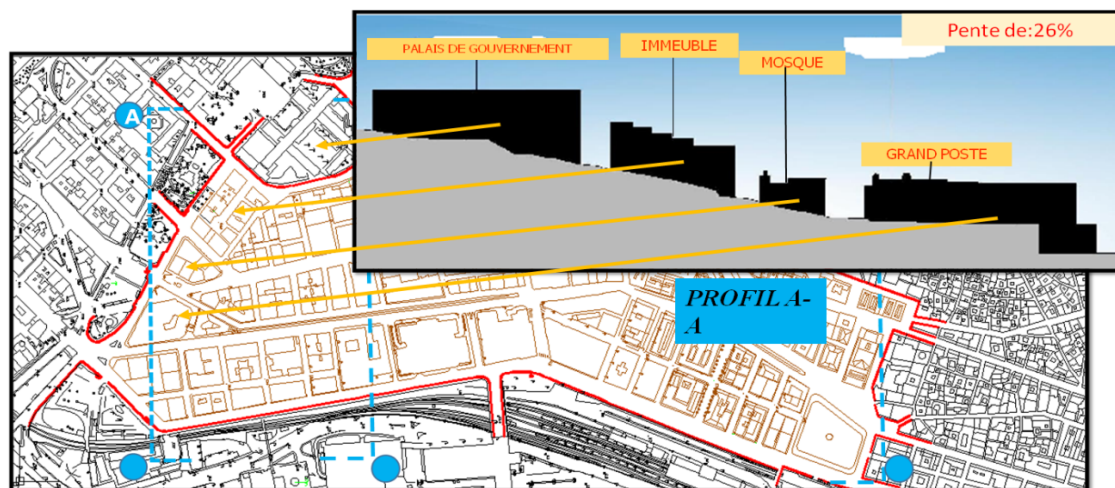 Pente de:26%
PALAIS DE GOUVERNEMENT
IMMEUBLE
MOSQUE
GRAND POSTE
A
PROFIL A-
A